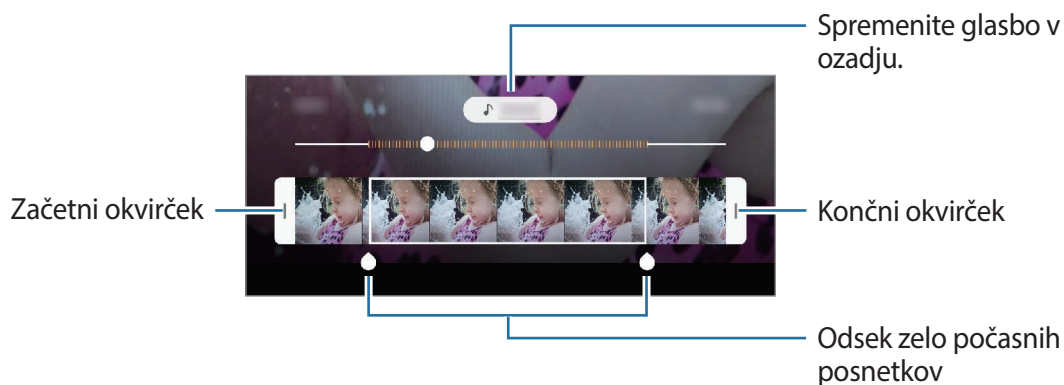 Spremenite glasbo v
ozadju.
Začetni okvirček
Končni okvirček
Odsek zelo počasnih
posnetkov